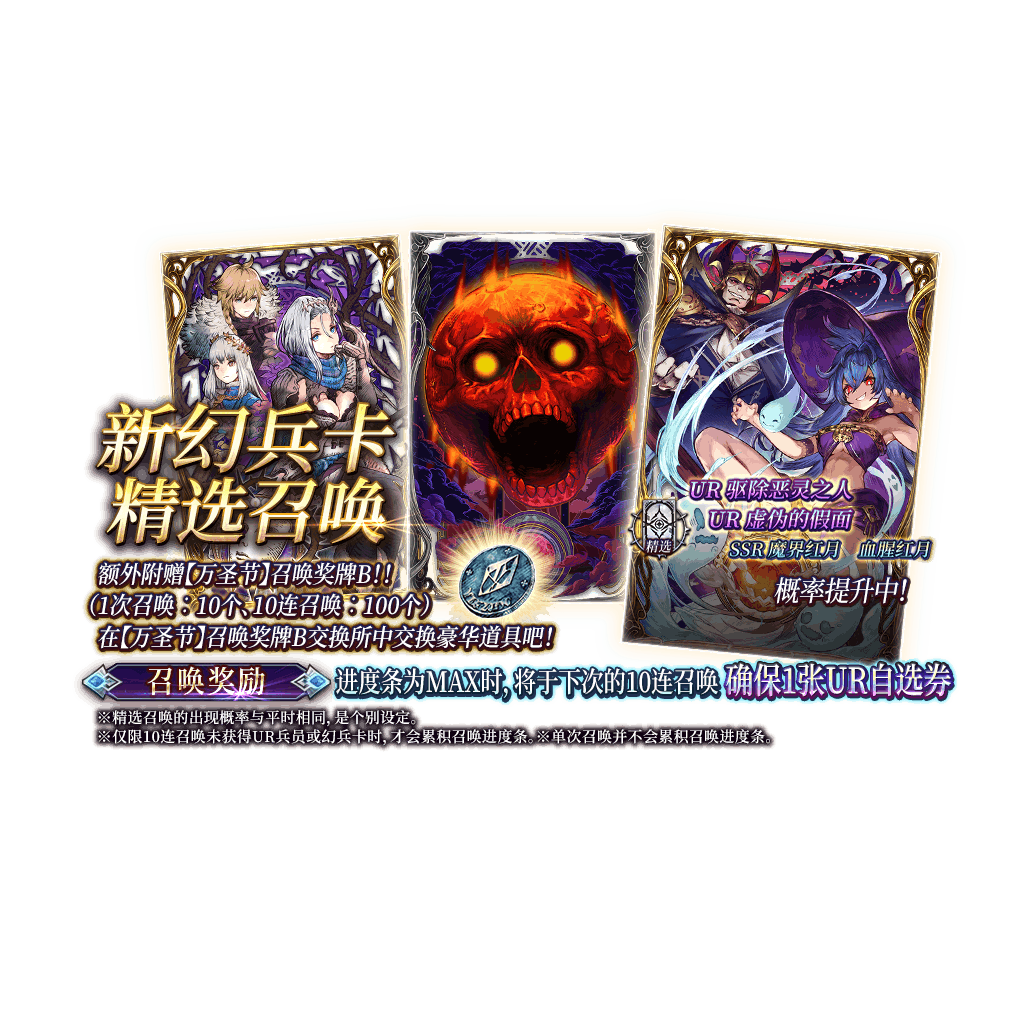 新幻兵卡
精选召唤
额外附赠【万圣节】召唤奖牌B!!
(1次召唤：10个、10连召唤：100个)
在【万圣节】召唤奖牌B交换所中交换豪华道具吧!
UR 驱除恶灵之人
UR 虚伪的假面
精选
SSR 魔界红月 血腥红月
概率提升中!
召唤奖励
进度条为MAX时, 将于下次的10连召唤 确保1张UR自选券
※精选召唤的出现概率与平时相同, 是个别设定。
※仅限10连召唤未获得UR兵员或幻兵卡时, 才会累积召唤进度条。※单次召唤并不会累积召唤进度条。